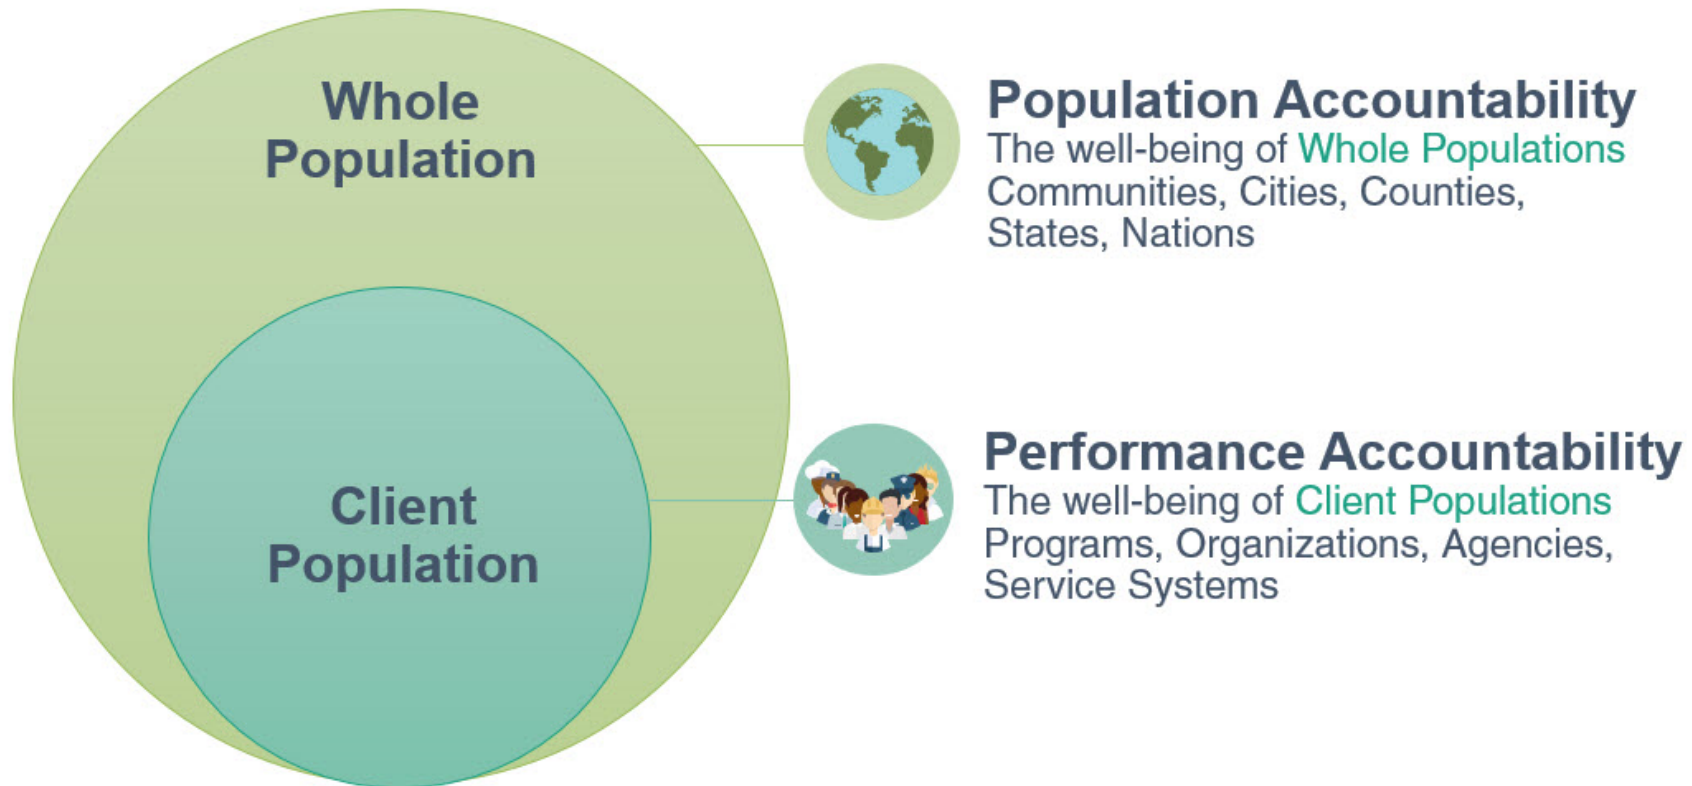 Whole
Population
Population Accountability
The well-being of Whole Populations
Communities, Cities, Counties,
States, Nations
Client
Population
Performance Accountability
The well-being of Client Populations
Programs, Organizations, Agencies,
Service Systems